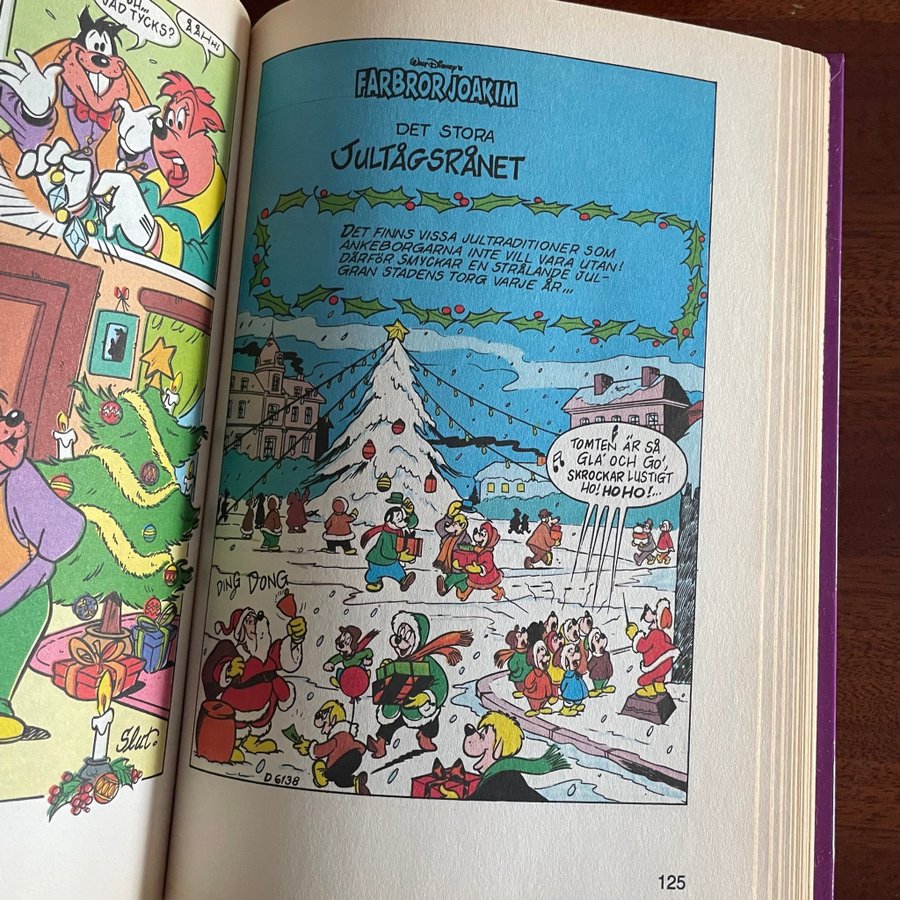 ÅÅH!!!
VAD TYCKS?
Slut.
WALT DISNEY'S
FARBROR JOAKIM
DET STORA
JULTÅGSRÅNET
DET FINNS VISSA JULTRADITIONER SOM
ANKEBORGARNA INTE VILL VARA UTAN!
DÄRFÖR SMYCKAR EN STRÅLANDE JUL-
GRAN STADENS TORG VARJE ÅR...
TOMTEN ÄR SÅ
GLA' OCH GO',
SKROCKAR LUSTIGT
HO! HO HO!...
DING DONG
D 6138
125